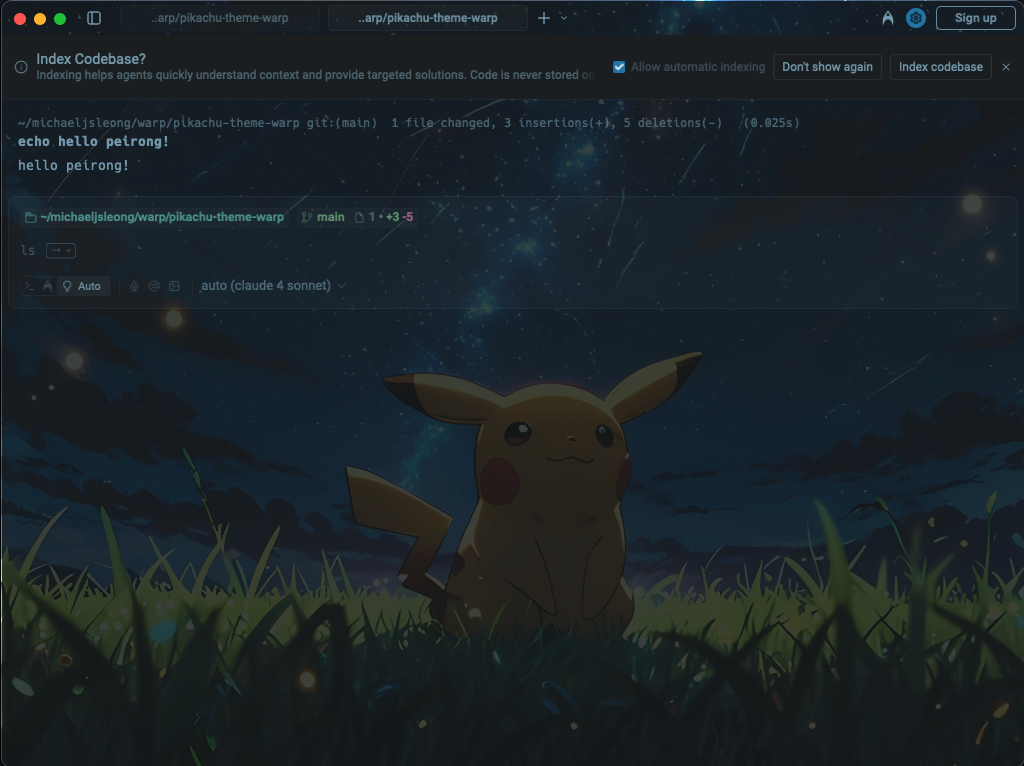 ..arp/pikachu-theme-warp
..arp/pikachu-theme-warp
Sign up
Index Codebase?
Indexing helps agents quickly understand context and provide targeted solutions. Code is never stored on
Allow automatic indexing
Don't show again
Index codebase
~/michaeljsleong/warp/pikachu-theme-warp git:(main) 1 file changed, 3 insertions(+), 5 deletions(-) (0.025s)
echo hello peirong!
hello peirong!
~/michaeljsleong/warp/pikachu-theme-warp main 1 • +3 -5
ls
Auto
auto (claude 4 sonnet)